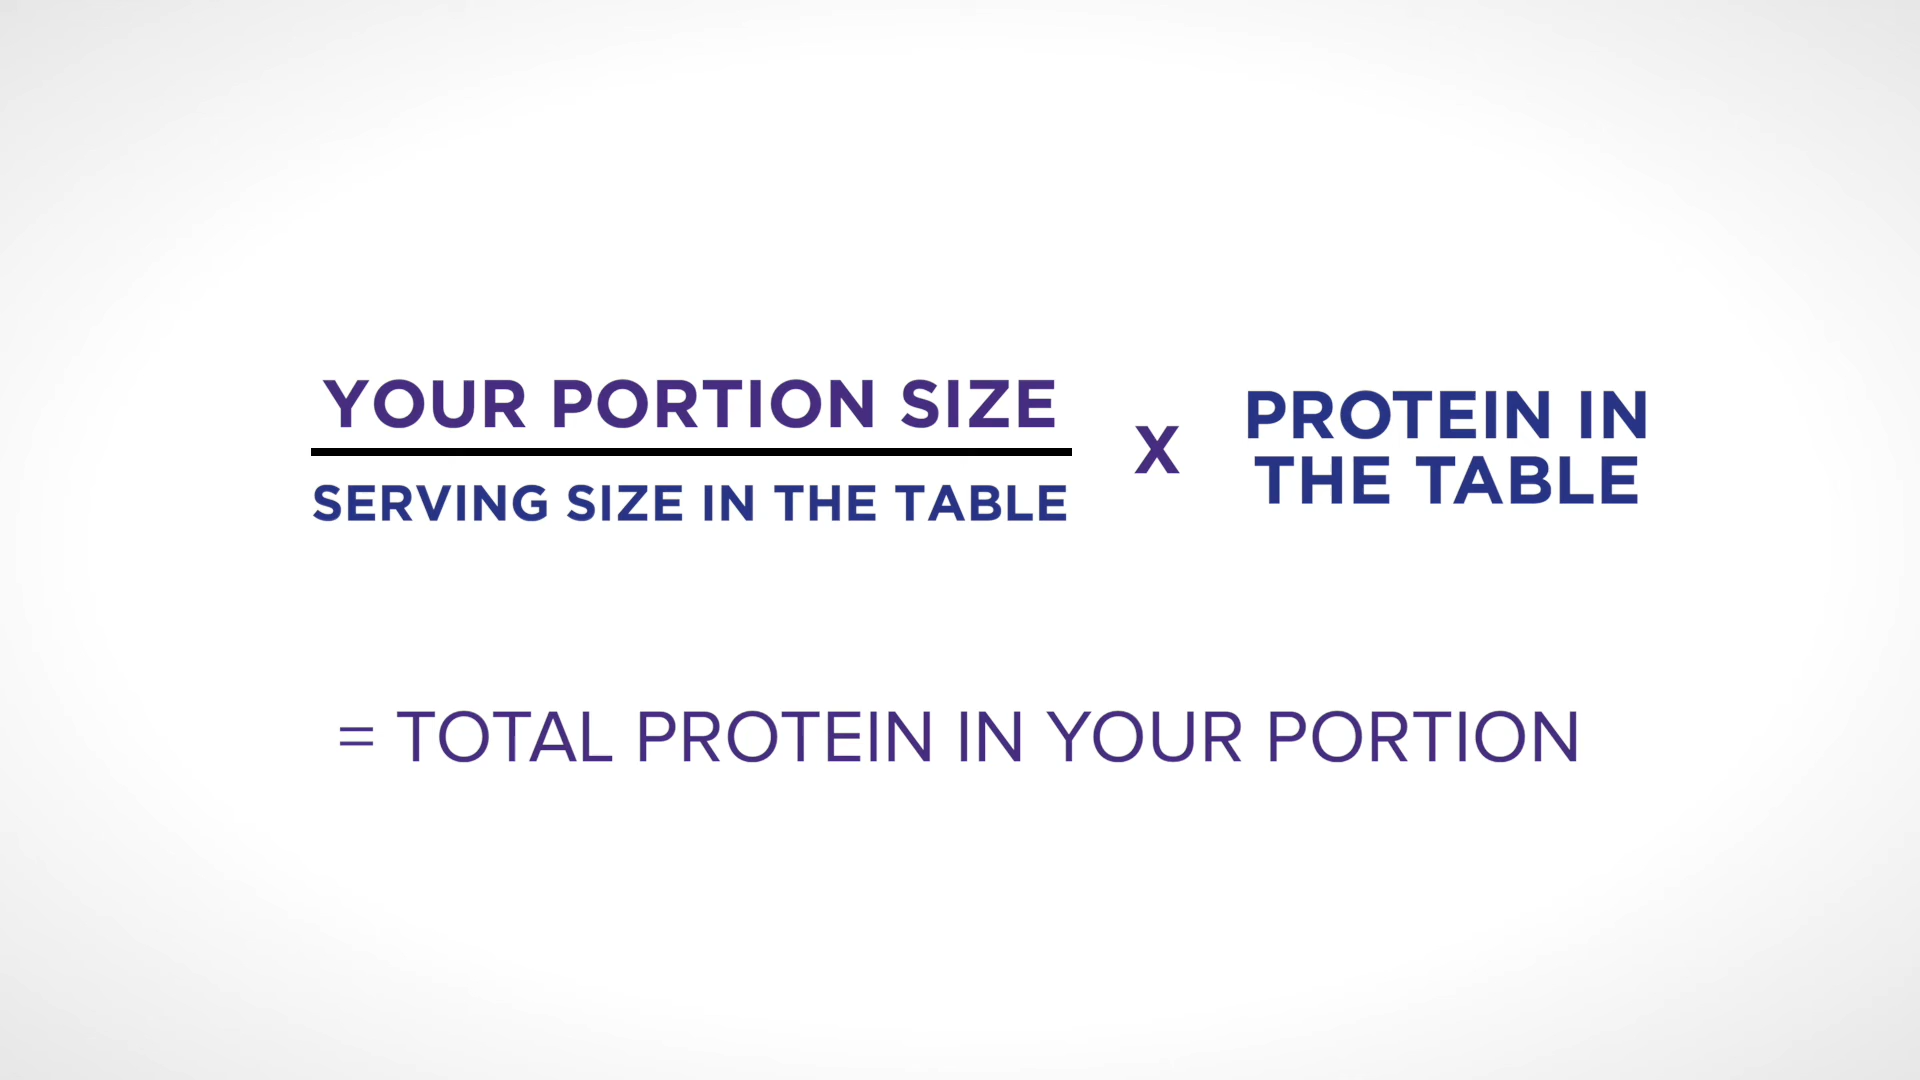 YOUR PORTION SIZE
SERVING SIZE IN THE TABLE
X
PROTEIN IN
THE TABLE
= TOTAL PROTEIN IN YOUR PORTION